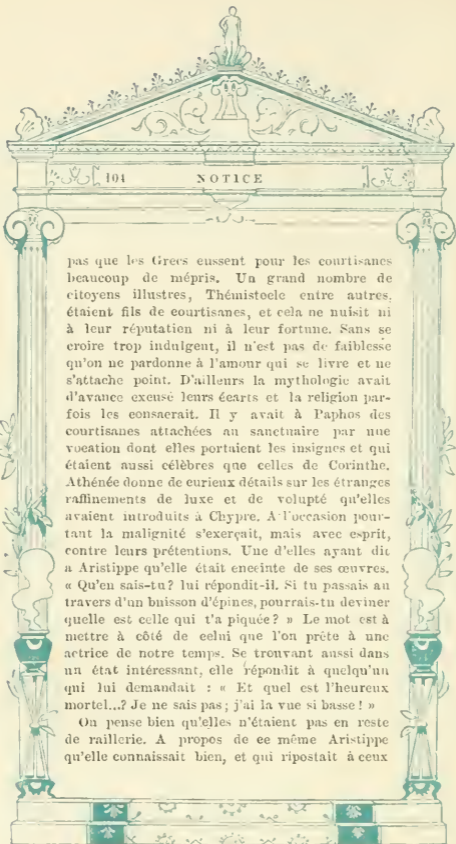 104 NOTICE
pas que les Grecs eussent pour les courtisanes
beaucoup de mépris. Un grand nombre de
citoyens illustres, Thémistocle entre autres,
étaient fils de courtisanes, et cela ne nuisit ni
à leur réputation ni à leur fortune. Sans se
croire trop indulgent, il n'est pas de faiblesse
qu'on ne pardonne à l'amour qui se livre et ne
s'attache point. D'ailleurs la mythologie avait
d'avance excusé leurs écarts et la religion par-
fois les consacrait. Il y avait à Paphos des
courtisanes attachées au sanctuaire par une
vocation dont elles portaient les insignes et qui
étaient aussi célèbres que celles de Corinthe.
Athénée donne de curieux détails sur les étranges
raffinements de luxe et de volupté qu'elles
avaient introduits à Chypre. A l'occasion pour-
tant la malignité s'exerçait, mais avec esprit,
contre leurs prétentions. Une d'elles ayant dit
a Aristippe qu'elle était enceinte de ses œuvres.
« Qu'en sais-tu ? lui répondit-il. Si tu passais au
travers d'un buisson d'épines, pourrais-tu deviner
quelle est celle qui t'a piquée ? » Le mot est à
mettre à côté de celui que l'on prête à une
actrice de notre temps. Se trouvant aussi dans
un état intéressant, elle répondit à quelqu'un
qui lui demandait : « Et quel est l'heureux
mortel...? Je ne sais pas ; j'ai la vue si basse ! »
On pense bien qu'elles n'étaient pas en reste
de raillerie. A propos de ce même Aristippe
qu'elle connaissait bien, et qui ripostait à ceux